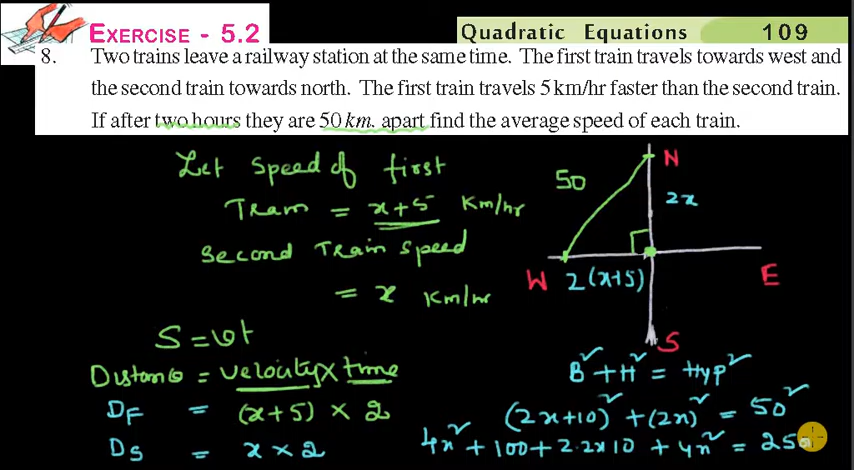 EXERCISE - 5.2
Quadratic Equations 109
8. Two trains leave a railway station at the same time. The first train travels towards west and
the second train towards north. The first train travels 5 km/hr faster than the second train.
If after two hours they are 50 km. apart find the average speed of each train.
Let Speed of first
Train = x+5 Km/hr
Second Train speed
= x Km/hr
S = vt
Distance = velocity × time
DF = (x+5) × 2
DS = x × 2
N
50
2x
W 2(x+5) E
S
B² + H² = Hyp²
(2x+10)² + (2x)² = 50²
4x² + 100 + 2.2x10 + 4x² = 250